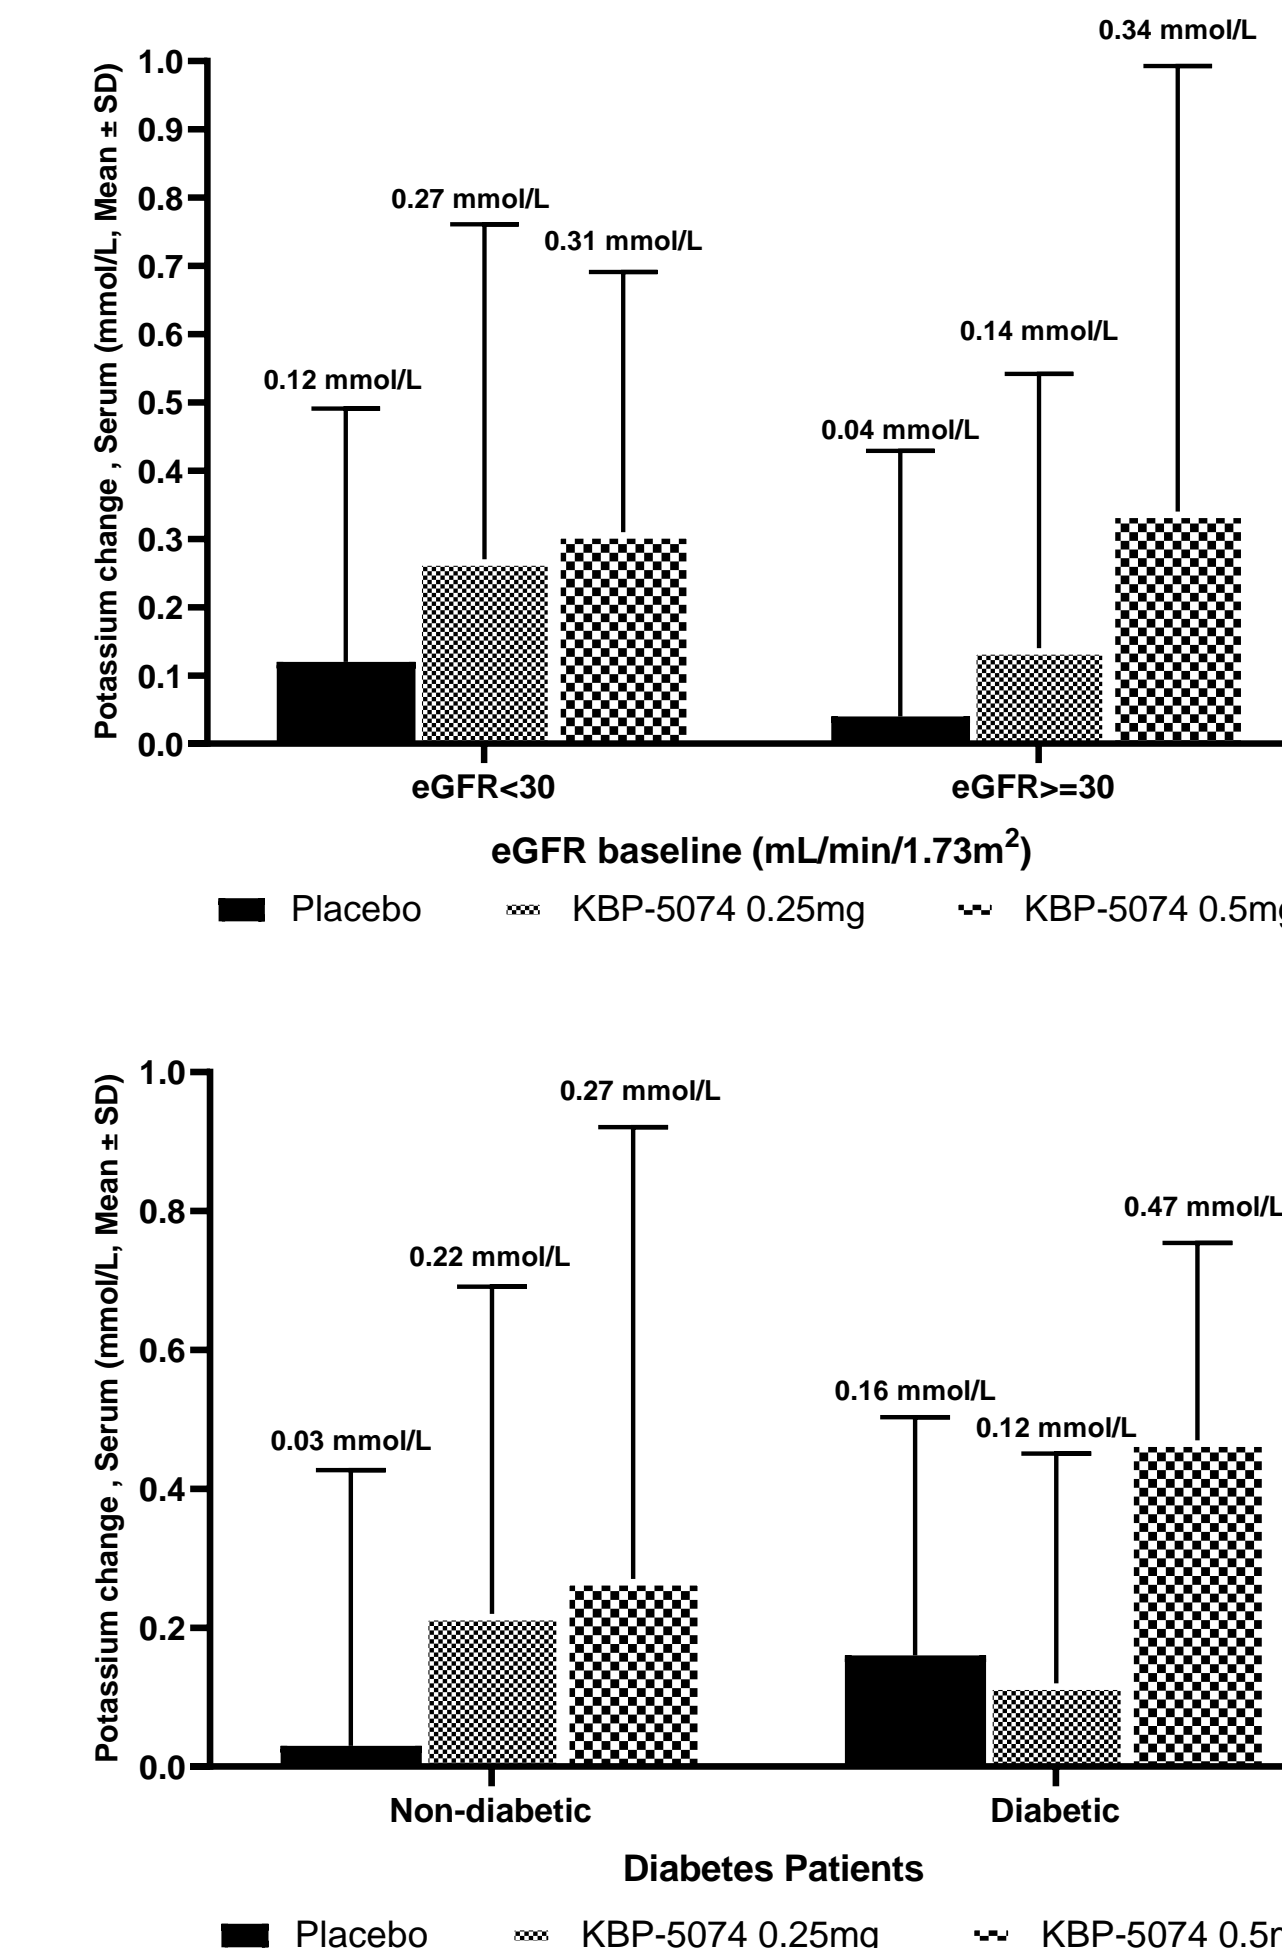 0.34 mmol/L
1.0
0.9
0.8
0.7
0.6
0.5
0.4
0.3
0.2
0.1
0.0
Potassium change , Serum (mmol/L, Mean ± SD)
0.27 mmol/L
0.31 mmol/L
0.14 mmol/L
0.12 mmol/L
0.04 mmol/L
eGFR<30
eGFR>=30
eGFR baseline (mL/min/1.73m²)
Placebo
KBP-5074 0.25mg
KBP-5074 0.5mg
1.0
0.8
0.6
0.4
0.2
0.0
Potassium change , Serum (mmol/L, Mean ± SD)
0.27 mmol/L
0.47 mmol/L
0.22 mmol/L
0.16 mmol/L
0.12 mmol/L
0.03 mmol/L
Non-diabetic
Diabetic
Diabetes Patients
Placebo
KBP-5074 0.25mg
KBP-5074 0.5